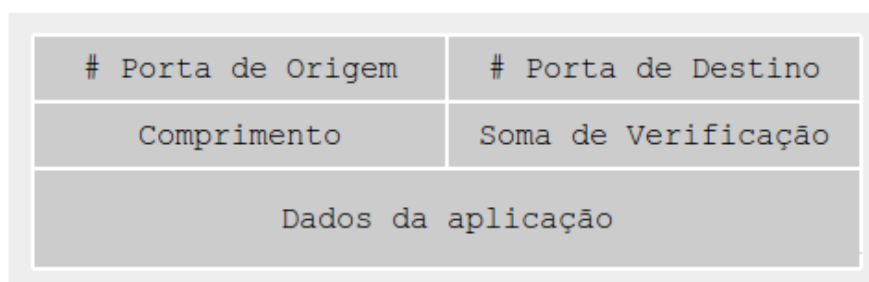 # Porta de Origem # Porta de Destino
Comprimento Soma de Verificação
Dados da aplicação